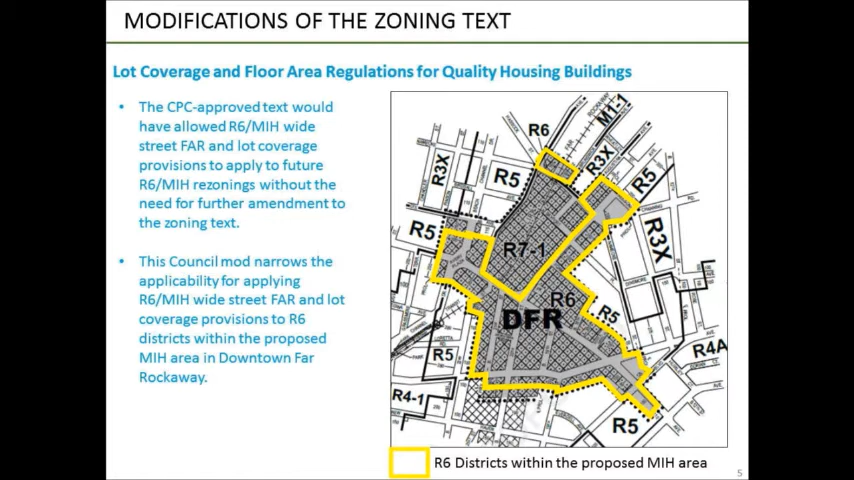 MODIFICATIONS OF THE ZONING TEXT
Lot Coverage and Floor Area Regulations for Quality Housing Buildings
• The CPC-approved text would
have allowed R6/MIH wide
street FAR and lot coverage
provisions to apply to future
R6/MIH rezonings without the
need for further amendment to
the zoning text.
• This Council mod narrows the
applicability for applying
R6/MIH wide street FAR and lot
coverage provisions to R6
districts within the proposed
MIH area in Downtown Far
Rockaway.
M1-1
R6
R3X
R3X
R5
R5
R5
R3X
R7-1
R6
R5
DFR
R5
R4A
R4-1
R5
R6 Districts within the proposed MIH area
5